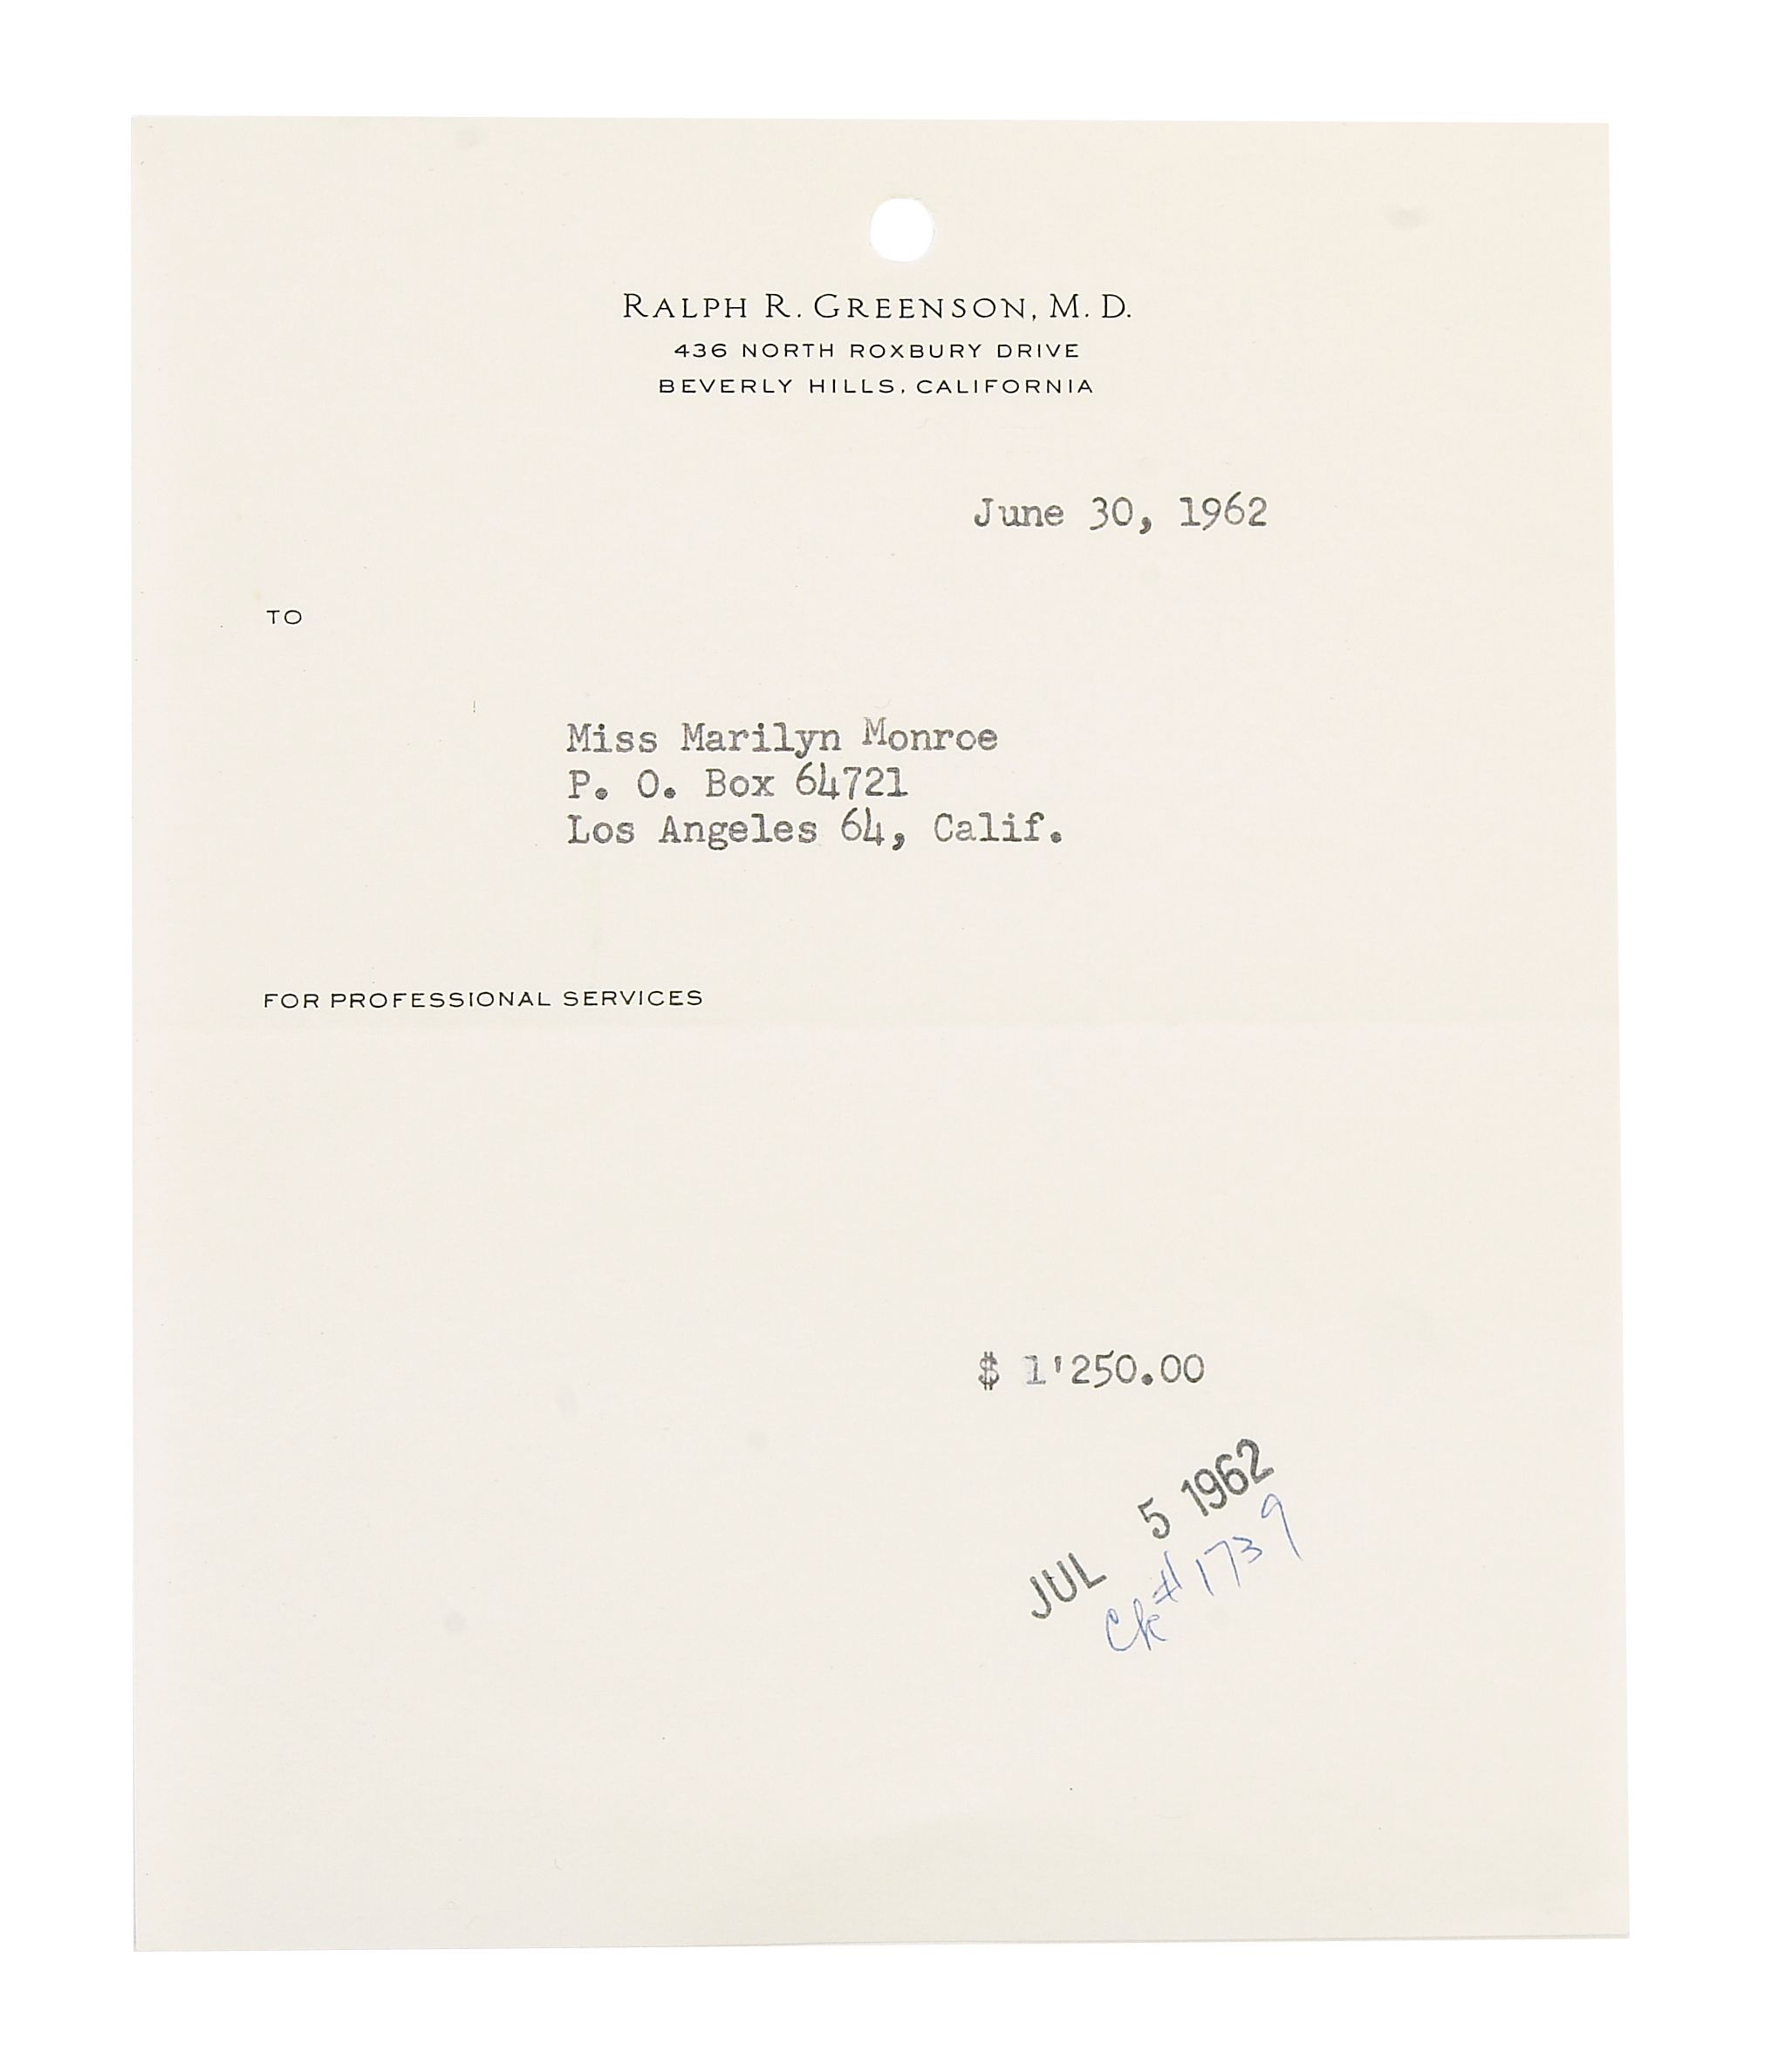 RALPH R. GREENSON, M. D.
436 NORTH ROXBURY DRIVE
BEVERLY HILLS, CALIFORNIA
June 30, 1962
TO
Miss Marilyn Monroe
P. O. Box 64721
Los Angeles 64, Calif.
FOR PROFESSIONAL SERVICES
$ 1'250.00
JUL 5 1962
Ck# 1739